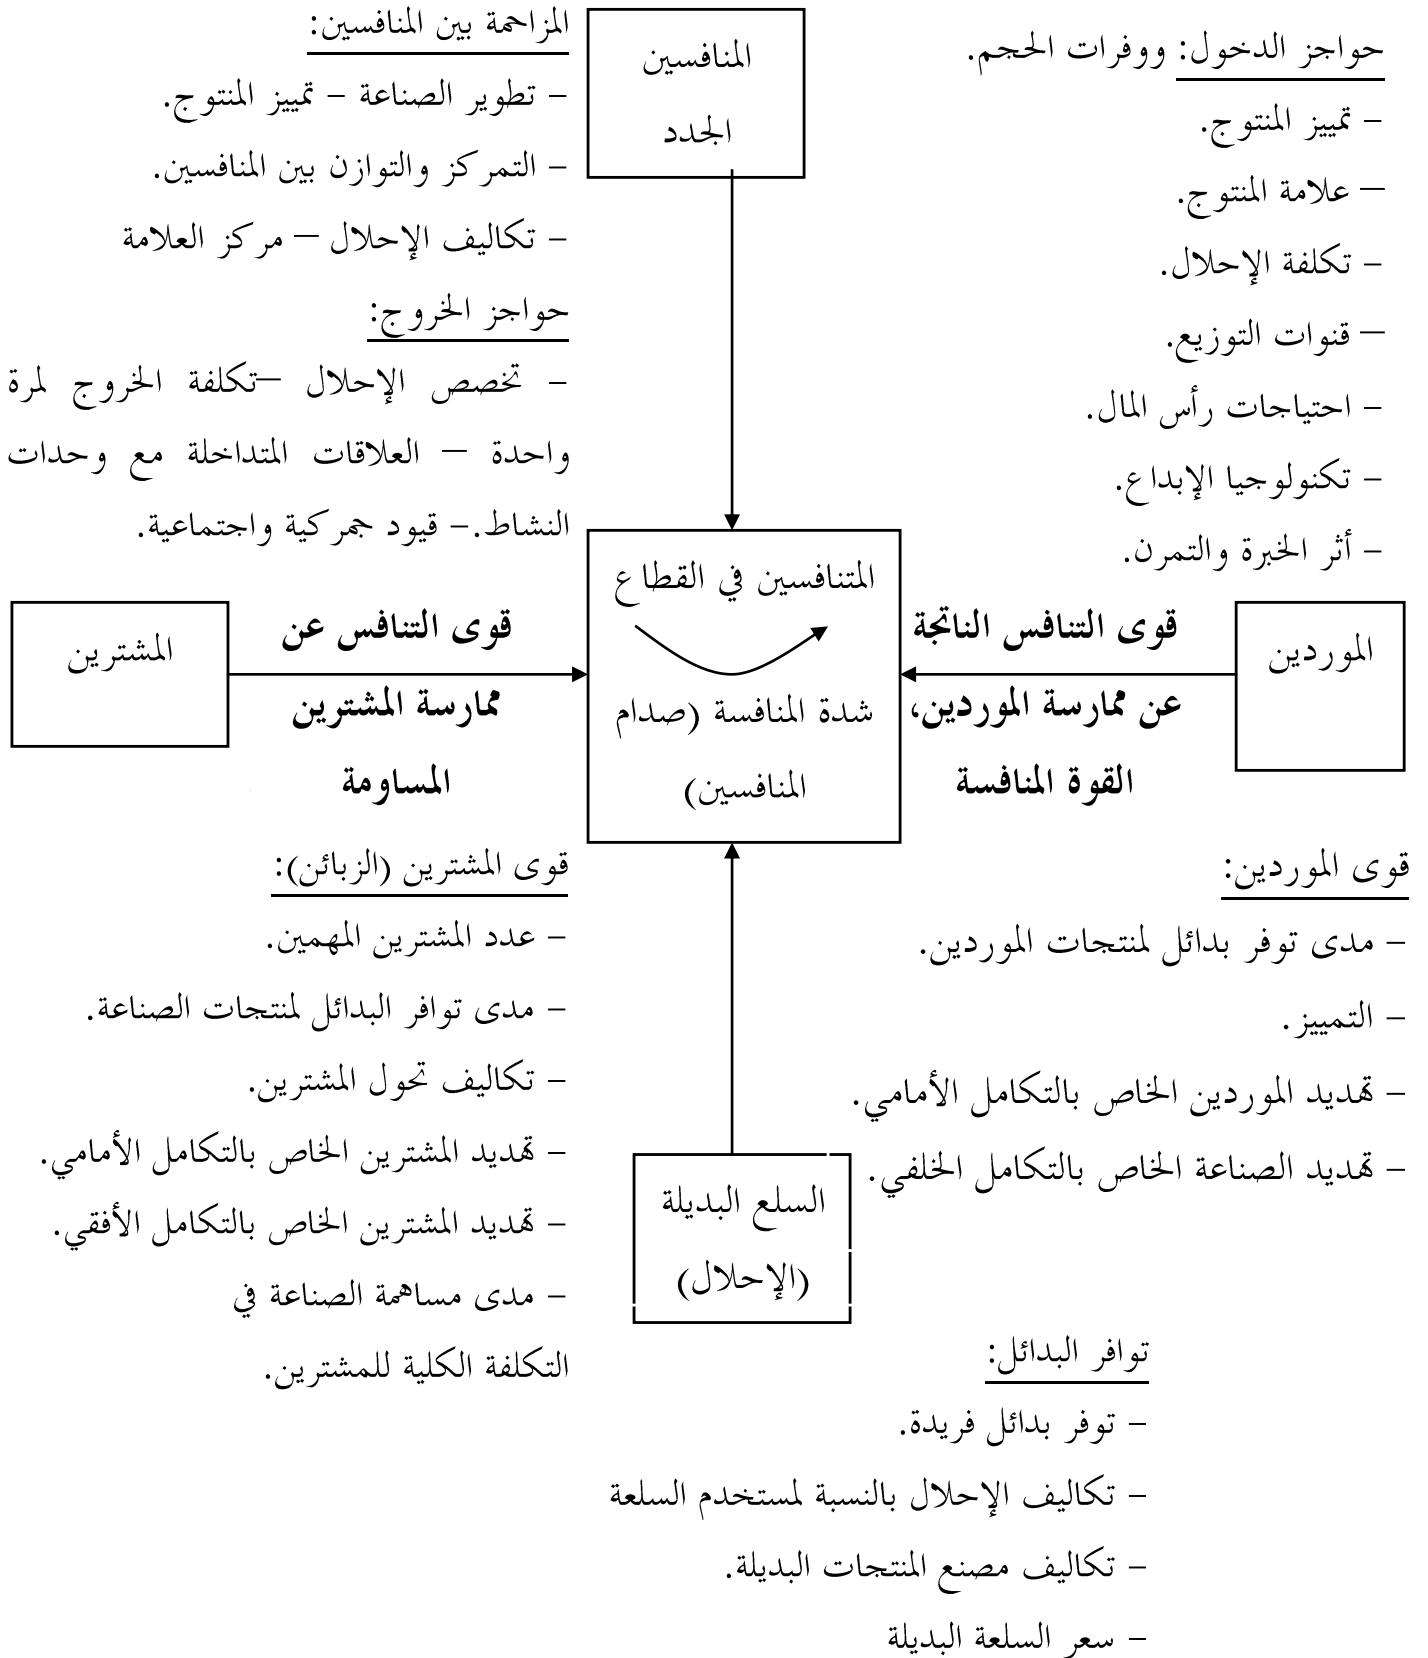 حواجز الدخول: ووفرات الحجم.
- تمييز المنتوج.
— علامة المنتوج.
- تكلفة الإحلال.
— قنوات التوزيع.
- احتياجات رأس المال.
- تكنولوجيا الإبداع.
- أثر الخبرة والتمرن.
المنافسين
الجدد
المزاحمة بين المنافسين:
- تطوير الصناعة - تمييز المنتوج.
- التمركز والتوازن بين المنافسين.
- تكاليف الإحلال — مركز العلامة
حواجز الخروج:
- تخصص الإحلال —تكلفة الخروج لمرة
واحدة — العلاقات المتداخلة مع وحدات
النشاط.- قيود جمركية واجتماعية.
الموردين
قوى التنافس الناتجة
عن ممارسة الموردين،
القوة المنافسة
المتنافسين في القطاع
شدة المنافسة (صدام
المنافسين)
قوى التنافس عن
ممارسة المشترين
المساومة
المشترين
قوى الموردين:
- مدى توفر بدائل لمنتجات الموردين.
- التمييز.
- تهديد الموردين الخاص بالتكامل الأمامي.
- تهديد الصناعة الخاص بالتكامل الخلفي.
قوى المشترين (الزبائن):
- عدد المشترين المهمين.
- مدى توافر البدائل لمنتجات الصناعة.
- تكاليف تحول المشترين.
- تهديد المشترين الخاص بالتكامل الأمامي.
- تهديد المشترين الخاص بالتكامل الأفقي.
- مدى مساهمة الصناعة في
التكلفة الكلية للمشترين.
السلع البديلة
(الإحلال)
توافر البدائل:
- توفر بدائل فريدة.
- تكاليف الإحلال بالنسبة لمستخدم السلعة
- تكاليف مصنع المنتجات البديلة.
- سعر السلعة البديلة